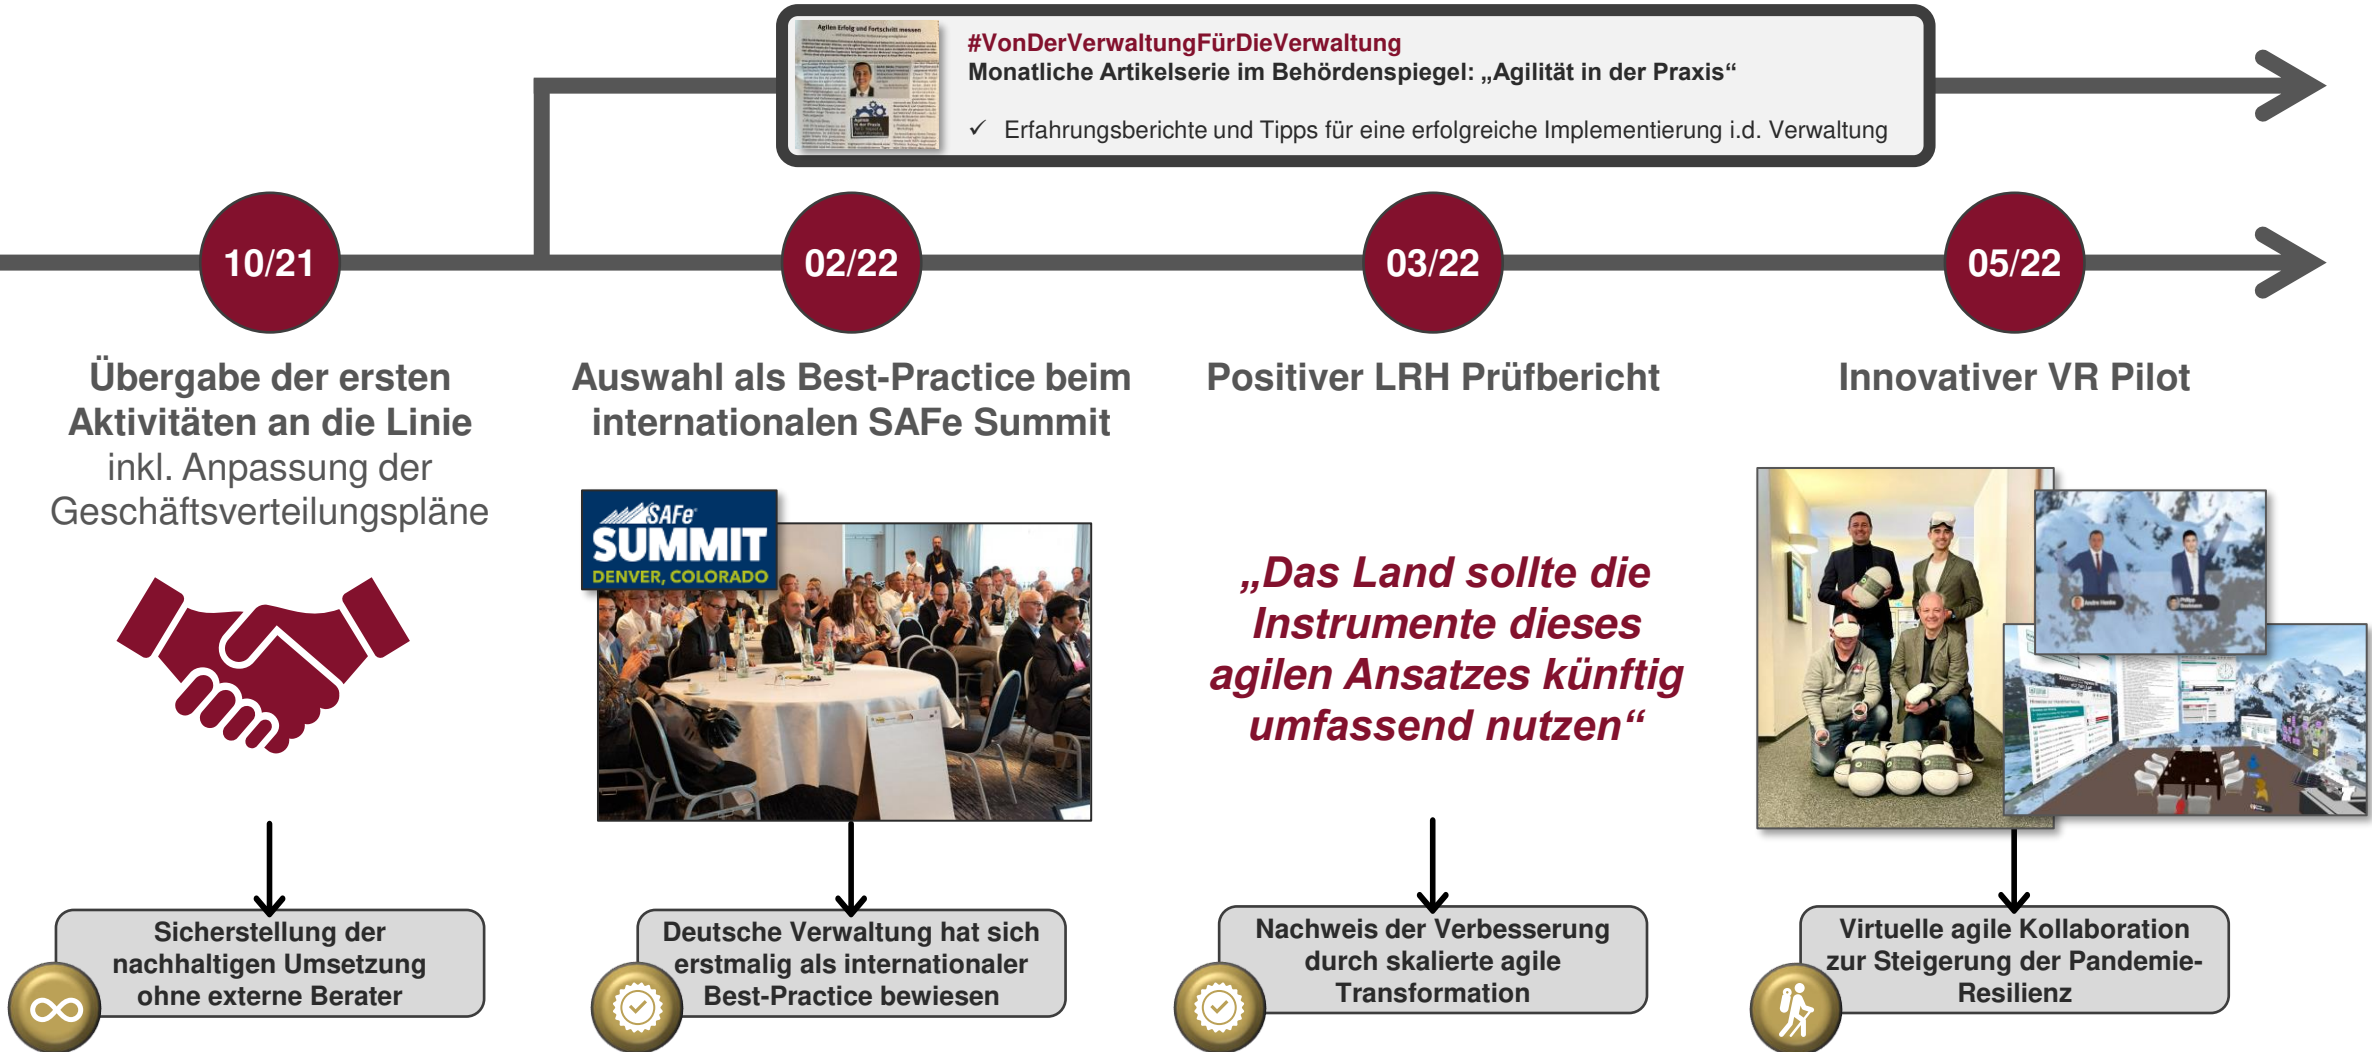 Agilen Erfolg und Fortschritt messen
#VonDerVerwaltungFürDieVerwaltung
Monatliche Artikelserie im Behördenspiegel: „Agilität in der Praxis“
✓ Erfahrungsberichte und Tipps für eine erfolgreiche Implementierung i.d. Verwaltung
10/21
02/22
03/22
05/22
Übergabe der ersten
Aktivitäten an die Linie
inkl. Anpassung der
Geschäftsverteilungspläne
Auswahl als Best-Practice beim
internationalen SAFe Summit
Positiver LRH Prüfbericht
Innovativer VR Pilot
SAFe
SUMMIT
DENVER, COLORADO
„Das Land sollte die
Instrumente dieses
agilen Ansatzes künftig
umfassend nutzen“
Sicherstellung der
nachhaltigen Umsetzung
ohne externe Berater
Deutsche Verwaltung hat sich
erstmalig als internationaler
Best-Practice bewiesen
Nachweis der Verbesserung
durch skalierte agile
Transformation
Virtuelle agile Kollaboration
zur Steigerung der Pandemie-
Resilienz